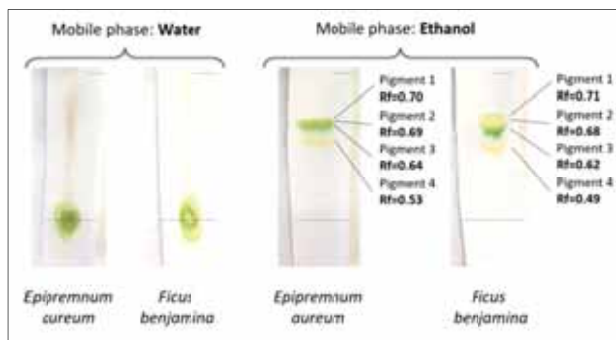 Mobile phase: Water
Mobile phase: Ethanol
Pigment 1
Rf=0.70
Pigment 2
Rf=0.69
Pigment 3
Rf=0.64
Pigment 4
Rf=0.53
Pigment 1
Rf=0.71
Pigment 2
Rf=0.68
Pigment 3
Rf=0.62
Pigment 4
Rf=0.49
Epipremnum
cureum
Ficus
benjamina
Epipremnum
aureum
Ficus
benjamina